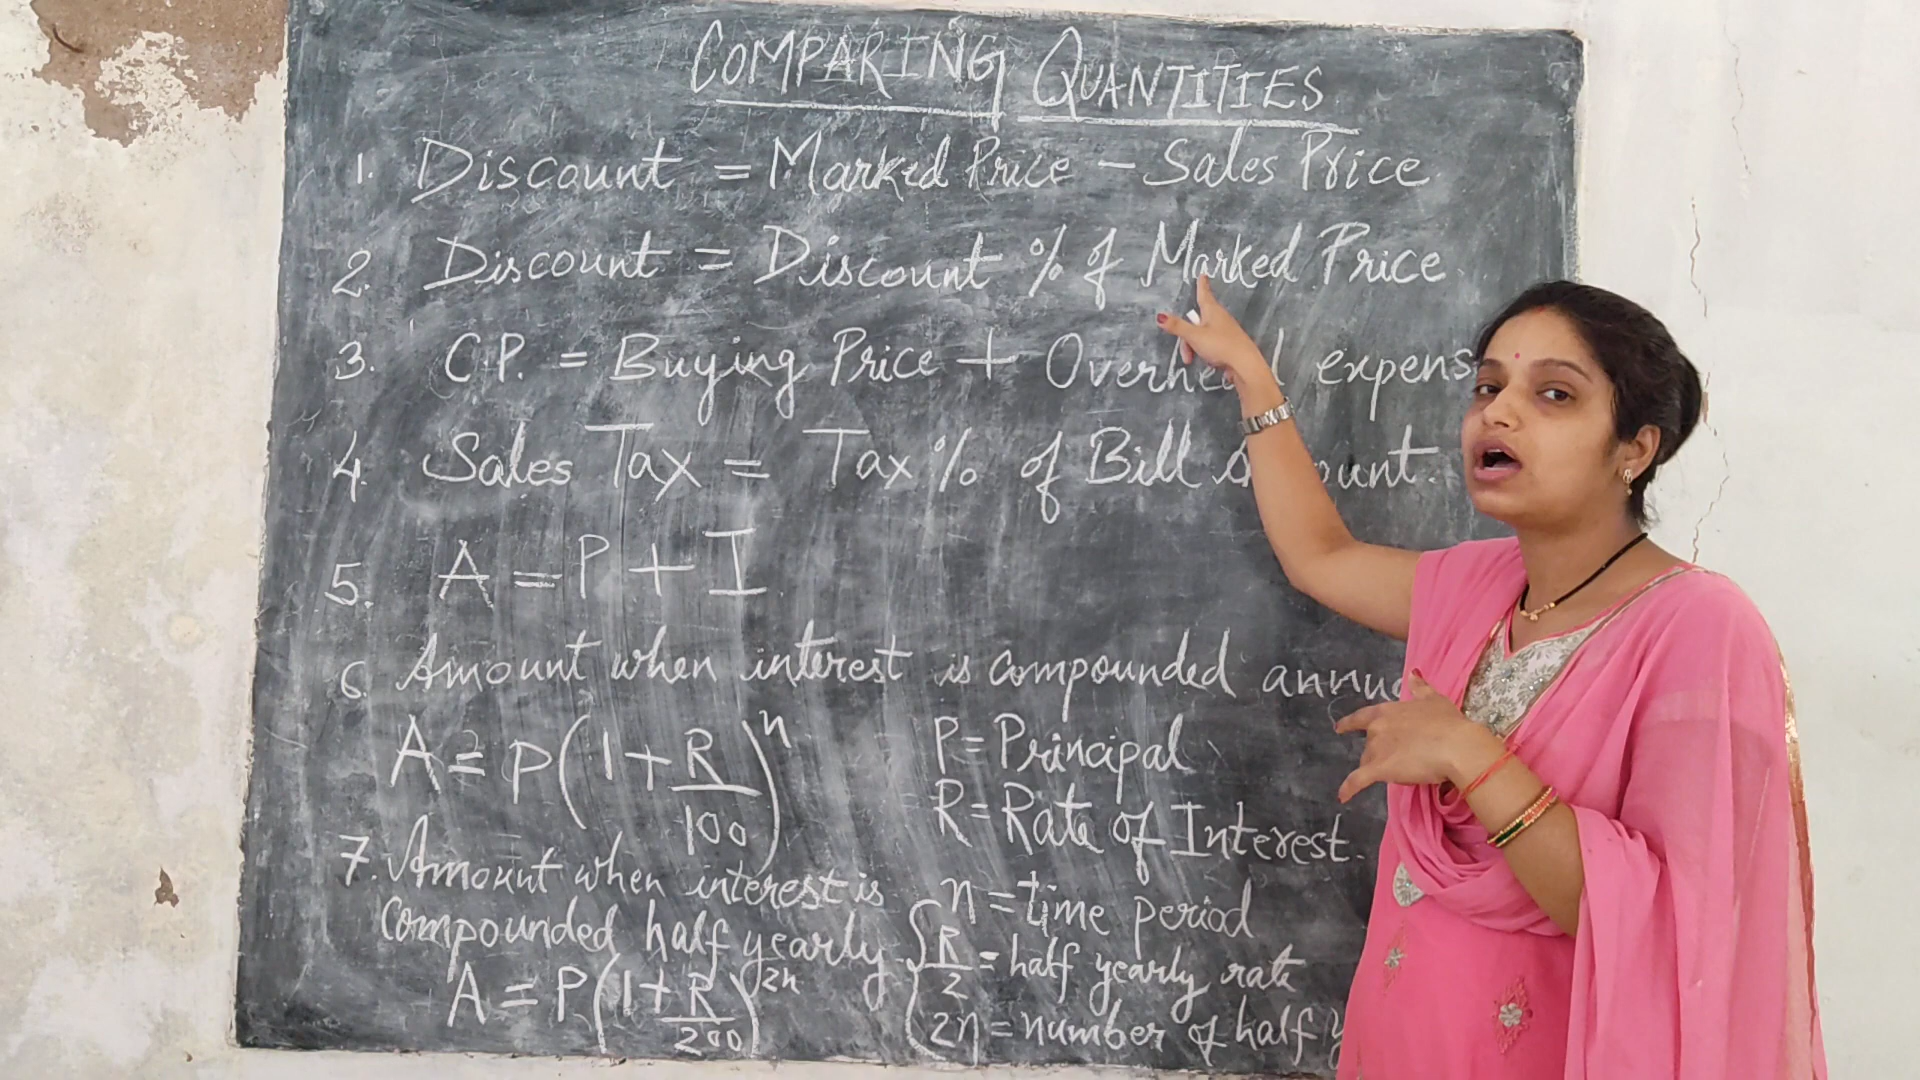 COMPARING QUANTITIES
1. Discount = Marked Price - Sales Price
2. Discount = Discount % of Marked Price
3. C.P. = Buying Price + expens
4. Sales Tax = Tax % of Bill
5. A = P + I
6. Amount when interest is compounded
A = P(1 + R/100)^n
P = Principal
R = Rate of Interest.
7. Amount when interest is
compounded half yearly.
A = P(1 + R/200)^2n
n = time period
{ R/2 = half yearly rate
2n = number of half